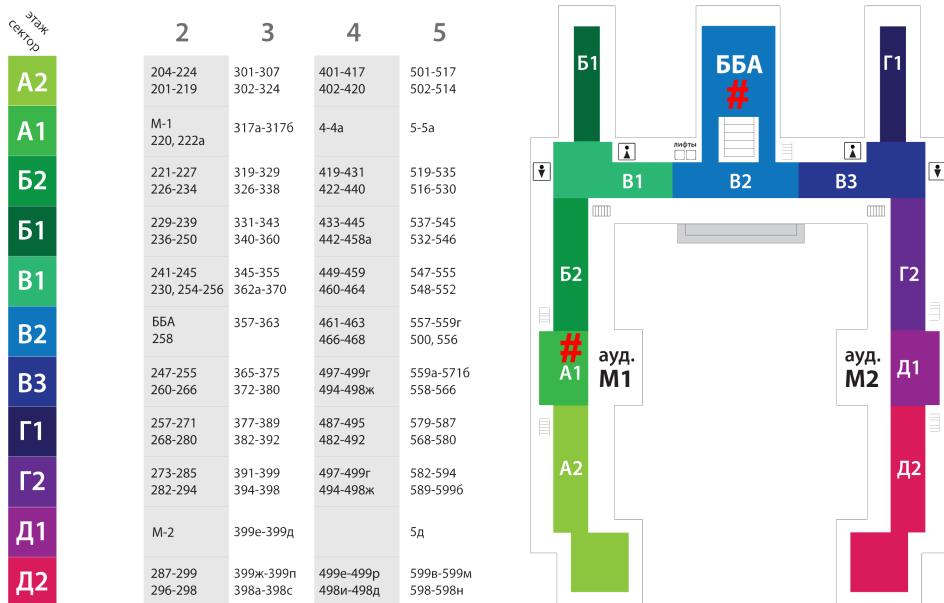 этаж
сектор
2 3 4 5
А2
204-224 301-307 401-417 501-517
201-219 302-324 402-420 502-514
А1
М-1 317а-317б 4-4а 5-5а
220, 222а
Б2
221-227 319-329 419-431 519-535
226-234 326-338 422-440 516-530
Б1
229-239 331-343 433-445 537-545
236-250 340-360 442-458а 532-546
В1
241-245 345-355 449-459 547-555
230, 254-256 362а-370 460-464 548-552
В2
ББА 357-363 461-463 557-559г
258 466-468 500, 556
В3
247-255 365-375 497-499г 559а-571б
260-266 372-380 494-498ж 558-566
Г1
257-271 377-389 487-495 579-587
268-280 382-392 482-492 568-580
Г2
273-285 391-399 497-499г 582-594
282-294 394-398 494-498ж 589-599б
Д1
М-2 399е-399д 5д
Д2
287-299 399ж-399п 499е-499р 599в-599м
296-298 398а-398с 498и-498д 598-598н
Б1
ББА
#
Г1
лифты
В1
В2
В3
Б2
Г2
#
А1
ауд.
М1
ауд.
М2
Д1
А2
Д2